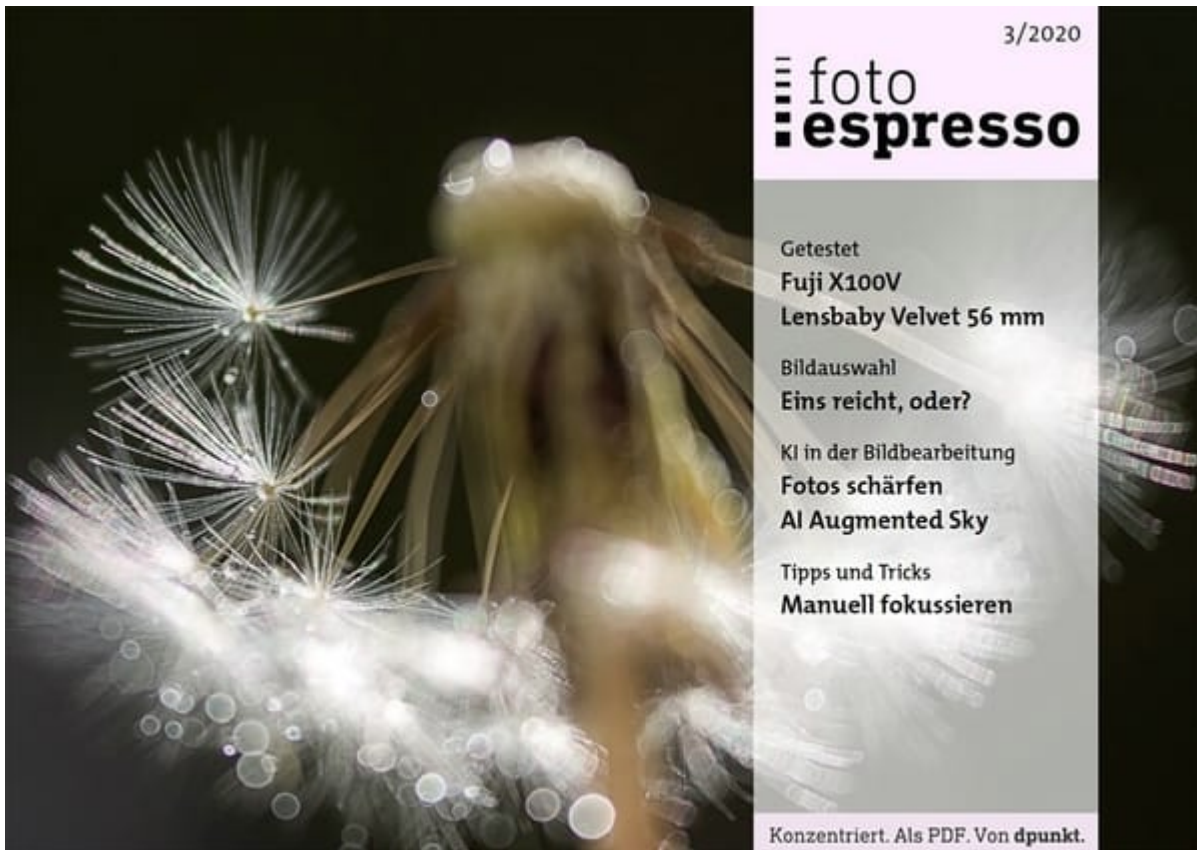 3/2020
foto
espresso
Getestet
Fuji X100V
Lensbaby Velvet 56 mm
Bildauswahl
Eins reicht, oder?
KI in der Bildbearbeitung
Fotos schärfen
AI Augmented Sky
Tipps und Tricks
Manuell fokussieren
Konzentriert. Als PDF. Von dpunkt.